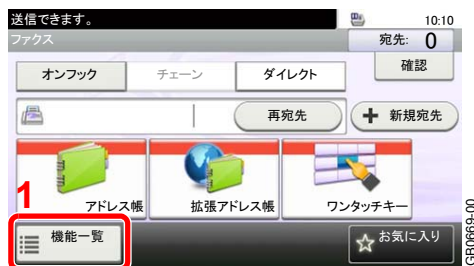 送信できます。
10:10
ファクス
宛先: 0
オンフック
チェーン
ダイレクト
確認
再宛先
+ 新規宛先
アドレス帳
拡張アドレス帳
ワンタッチキー
1
機能一覧
お気に入り
GB0669-00